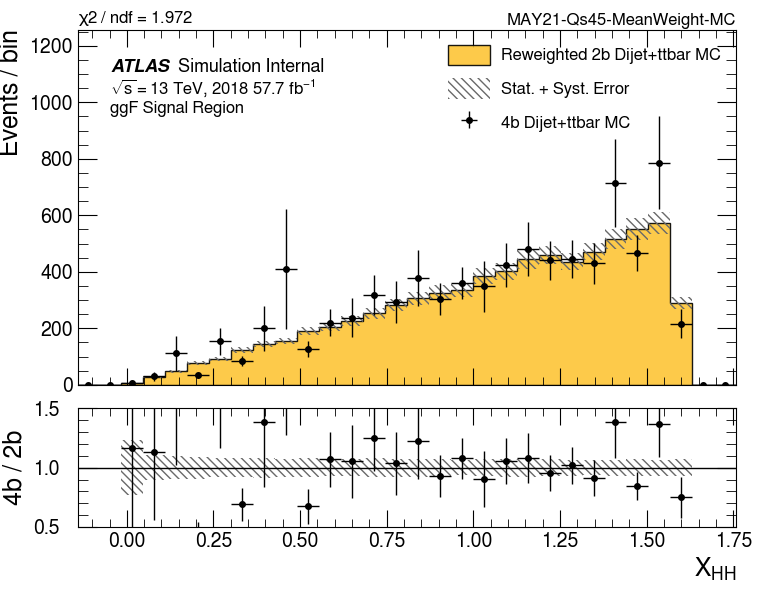 χ² / ndf = 1.972
MAY21-Qs45-MeanWeight-MC
Events / bin
1200
1000
800
600
400
200
0
ATLAS Simulation Internal
√s = 13 TeV, 2018 57.7 fb⁻¹
ggF Signal Region
Reweighted 2b Dijet+ttbar MC
Stat. + Syst. Error
4b Dijet+ttbar MC
4b / 2b
1.5
1.0
0.5
0.00 0.25 0.50 0.75 1.00 1.25 1.50 1.75
X_HH